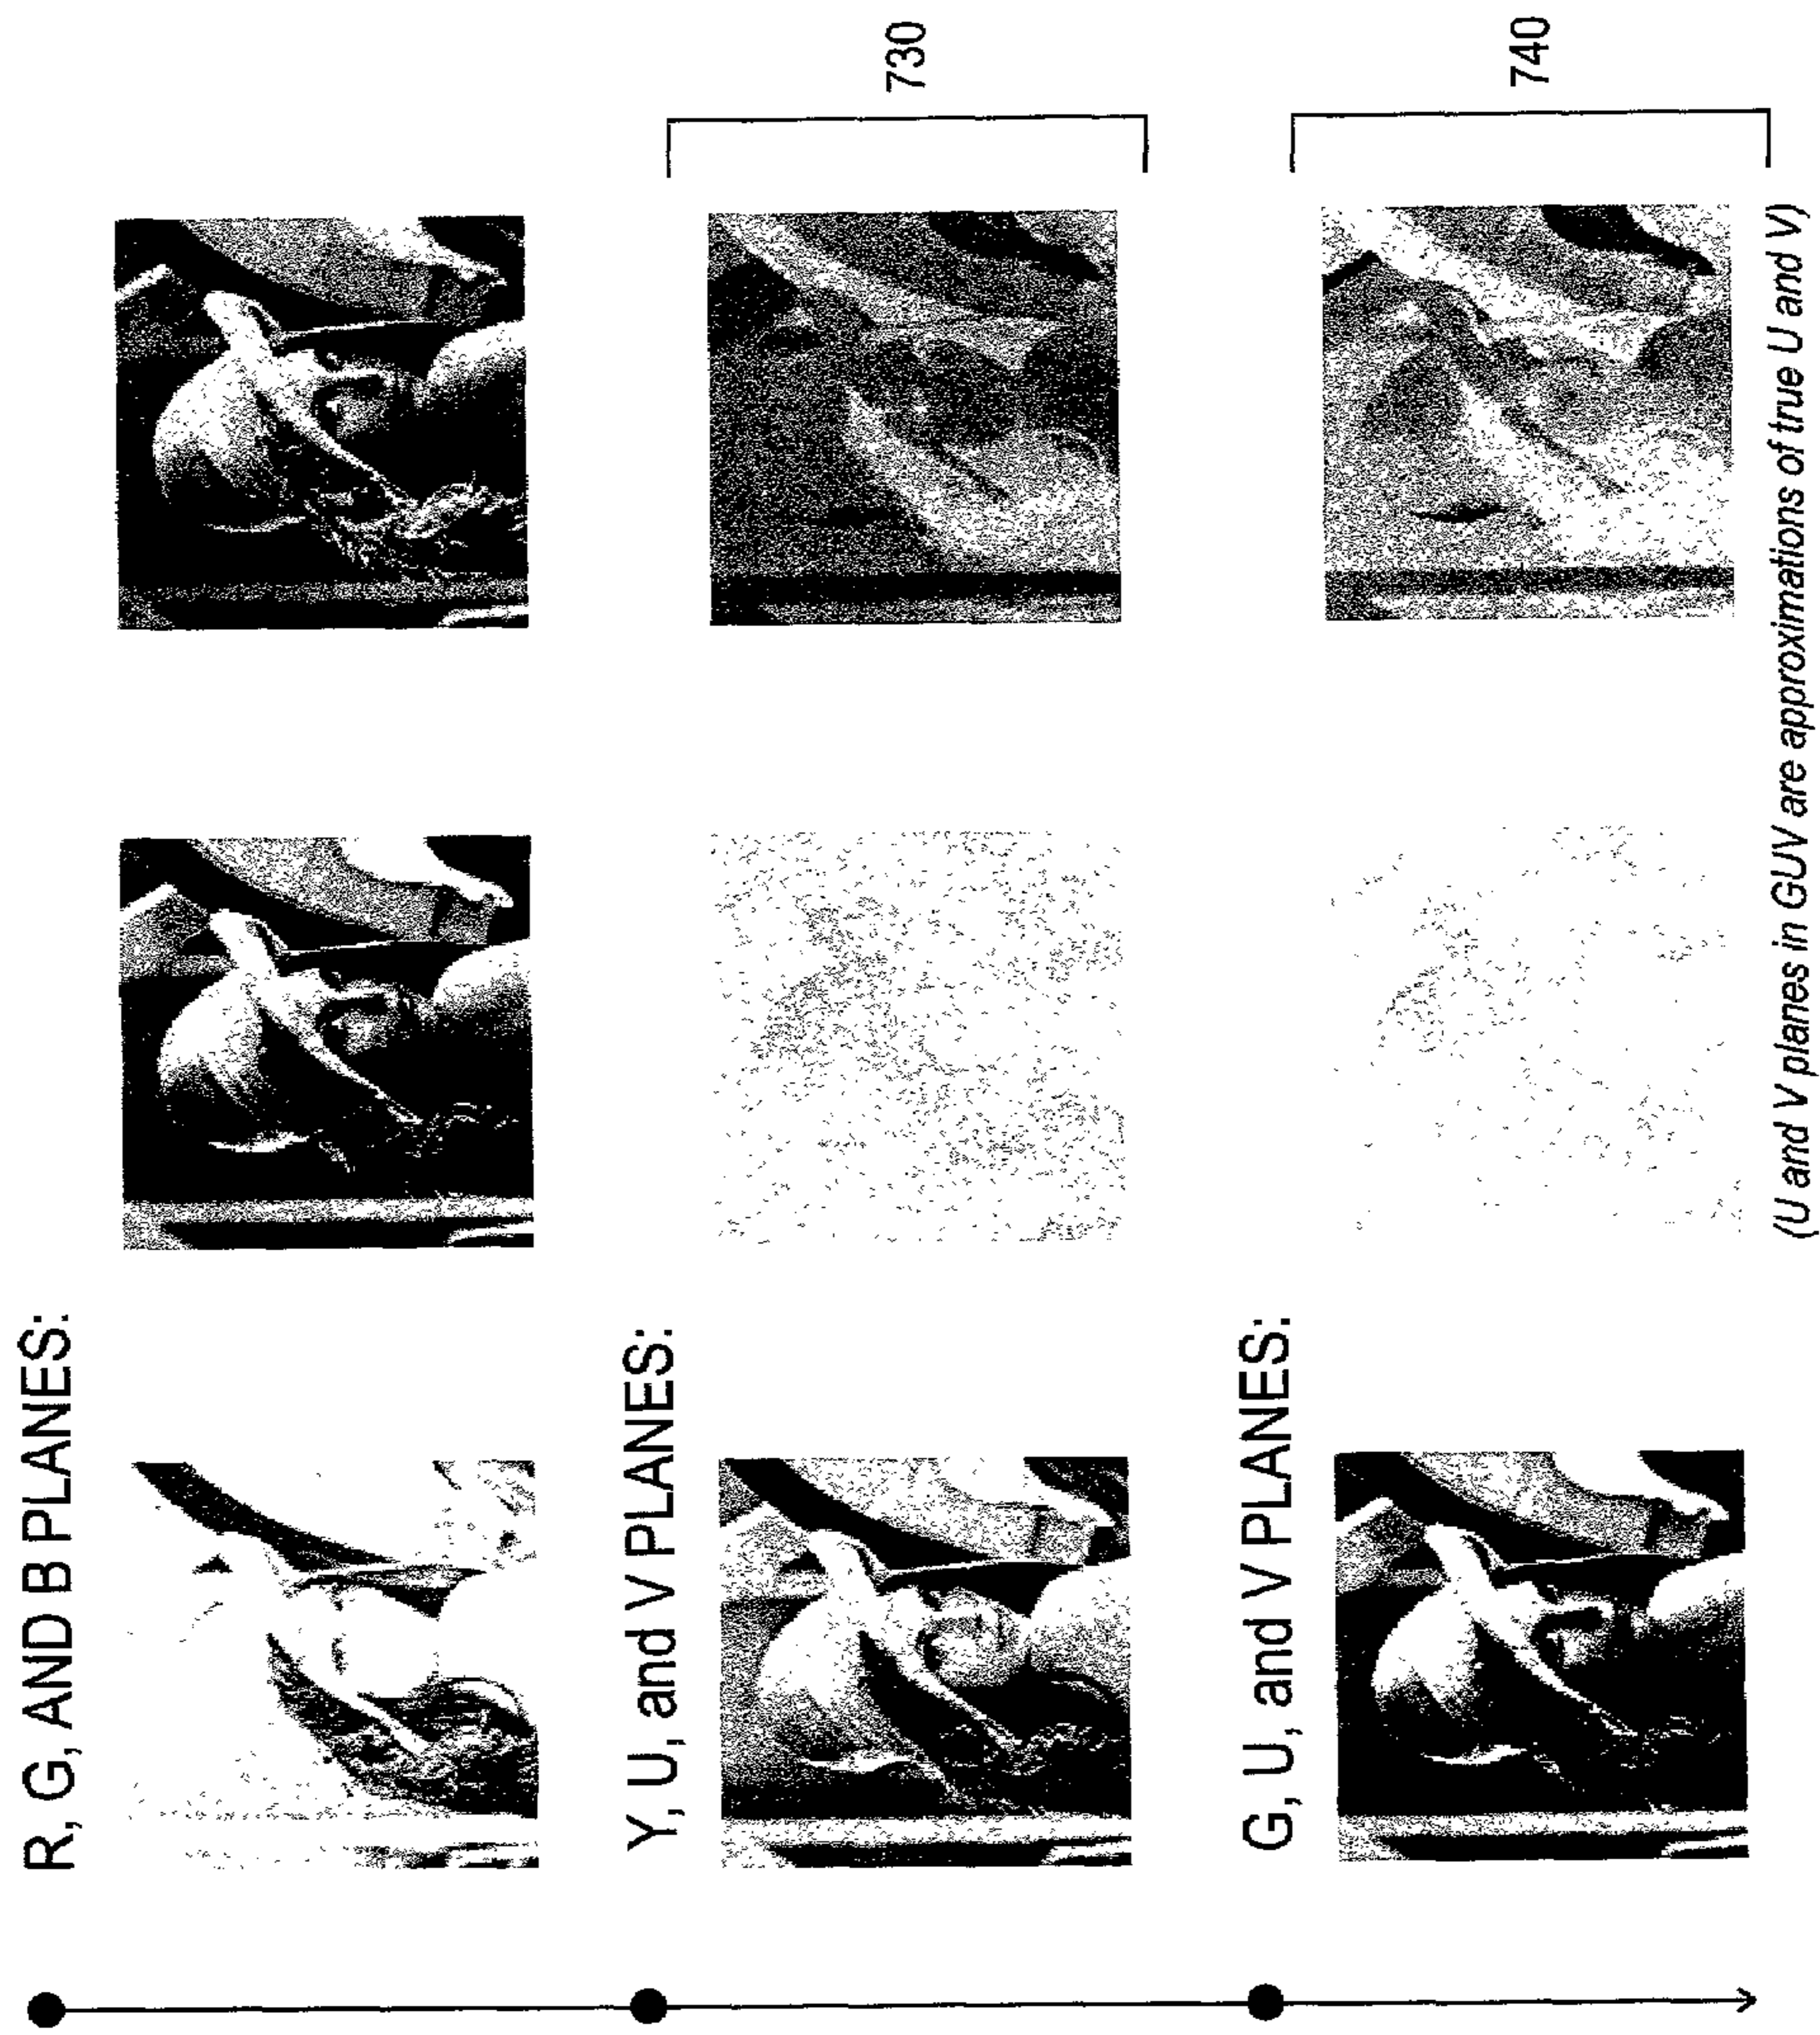 R, G, AND B PLANES:
Y, U, and V PLANES:
730
G, U, and V PLANES:
740
(U and V planes in GUV are approximations of true U and V)